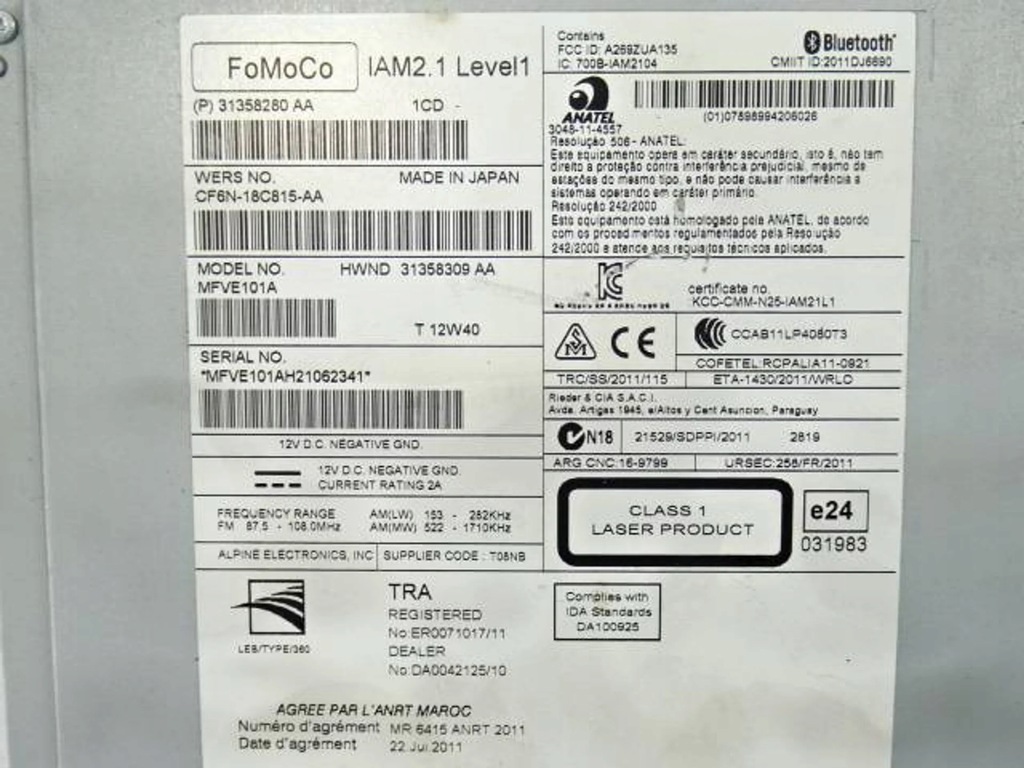 FoMoCo IAM2.1 Level1
(P) 31358280 AA 1CD -
WERS NO. MADE IN JAPAN
CF6N-18C815-AA
MODEL NO. HWND 31358309 AA
MFVE101A
T 12W40
SERIAL NO.
*MFVE101AH21062341*
12V D.C. NEGATIVE GND.
12V D.C. NEGATIVE GND.
CURRENT RATING 2A
FREQUENCY RANGE AM(LW) 153 - 282KHz
FM 87.5 - 108.0MHz AM(MW) 522 - 1710KHz
ALPINE ELECTRONICS, INC SUPPLIER CODE : T08NB
Contains
FCC ID: A269ZUA135
IC: 700B-IAM2104
Bluetooth
CMIIT ID:2011DJ6690
ANATEL
3048-11-4557
(01)07898994206026
Resolução 506 - ANATEL:
Este equipamento opera em caráter secundário, isto é, não tem
direito a proteção contra interferência prejudicial, mesmo de
estações do mesmo tipo, e não pode causar interferência a
sistemas operando em caráter primário.
Resolução 242/2000
Este equipamento está homologado pela ANATEL, de acordo
com os procedimentos regulamentados pela Resolução
242/2000 e atende aos requisitos técnicos aplicados.
certificate no.
KCC-CMM-N25-IAM21L1
CE
CCAB11LP4080T3
COFETEL:RCPALIA11-0921
TRC/SS/2011/115 ETA-1430/2011/WRLO
Rieder & CIA S.A.C.I.
Avda. Artigas 1945, e/Altos y Cent Asuncion, Paraguay
N18 21529/SDPPI/2011 2819
ARG CNC:16-9799 URSEC:258/FR/2011
CLASS 1
LASER PRODUCT
e24
031983
LEB/TYPE/360
TRA
REGISTERED
No:ER0071017/11
DEALER
No:DA0042125/10
Complies with
IDA Standards
DA100925
AGREE PAR L'ANRT MAROC
Numéro d'agrément MR 6415 ANRT 2011
Date d'agrément 22.Jul.2011